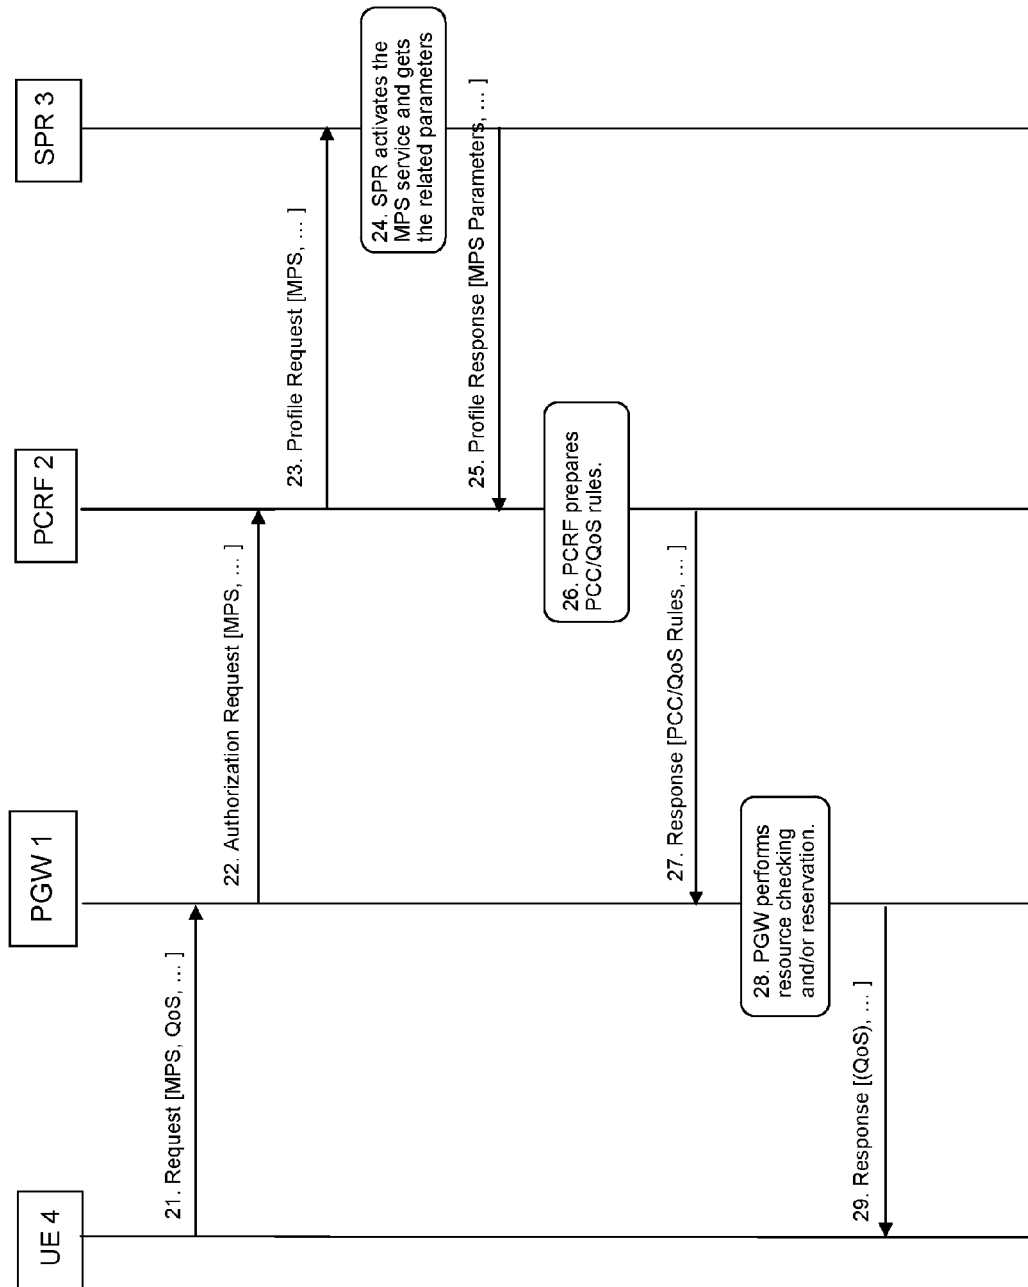 UE 4
PGW 1
PCRF 2
SPR 3
21. Request [MPS, QoS, ... ]
22. Authorization Request [MPS, ... ]
23. Profile Request [MPS, ... ]
24. SPR activates the
MPS service and gets
the related parameters
25. Profile Response [MPS Parameters, ... ]
26. PCRF prepares
PCC/QoS rules.
27. Response [PCC/QoS Rules, ... ]
28. PGW performs
resource checking
and/or reservation.
29. Response [(QoS), ... ]